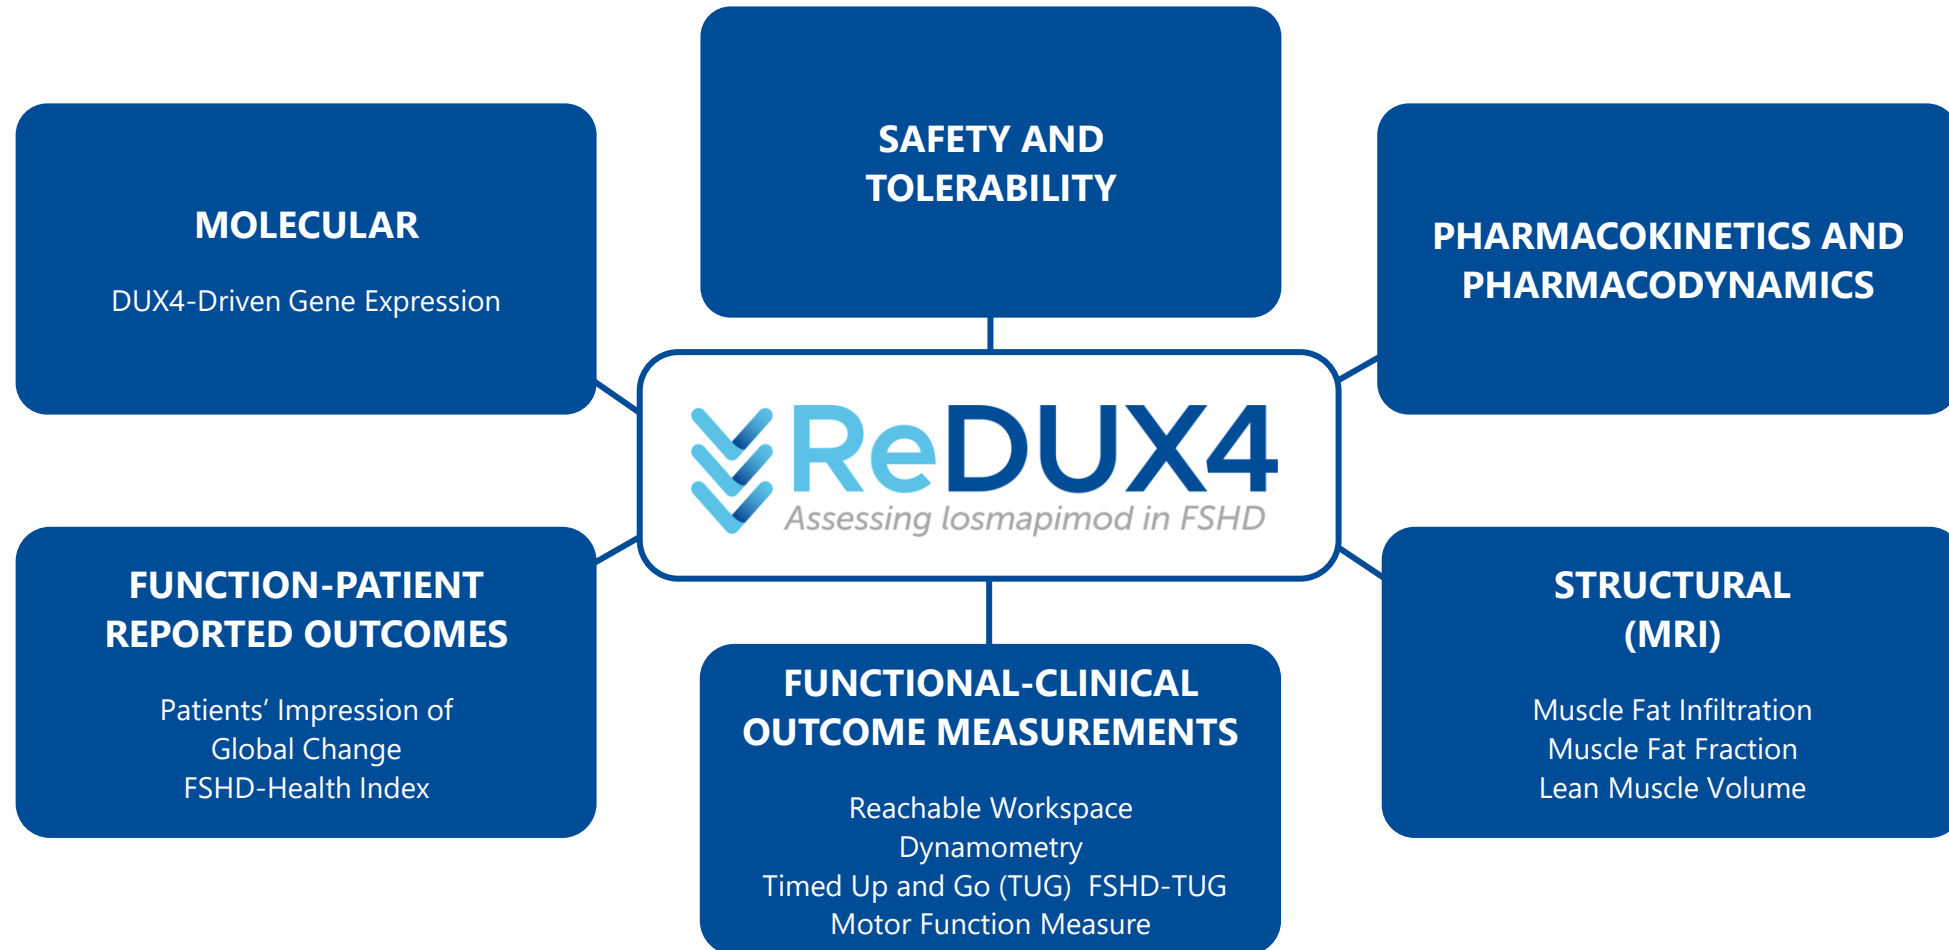 SAFETY AND
TOLERABILITY
MOLECULAR
DUX4-Driven Gene Expression
PHARMACOKINETICS AND
PHARMACODYNAMICS
ReDUX4
Assessing losmapimod in FSHD
FUNCTION-PATIENT
REPORTED OUTCOMES
Patients’ Impression of
Global Change
FSHD-Health Index
FUNCTIONAL-CLINICAL
OUTCOME MEASUREMENTS
Reachable Workspace
Dynamometry
Timed Up and Go (TUG)  FSHD-TUG
Motor Function Measure
STRUCTURAL
(MRI)
Muscle Fat Infiltration
Muscle Fat Fraction
Lean Muscle Volume